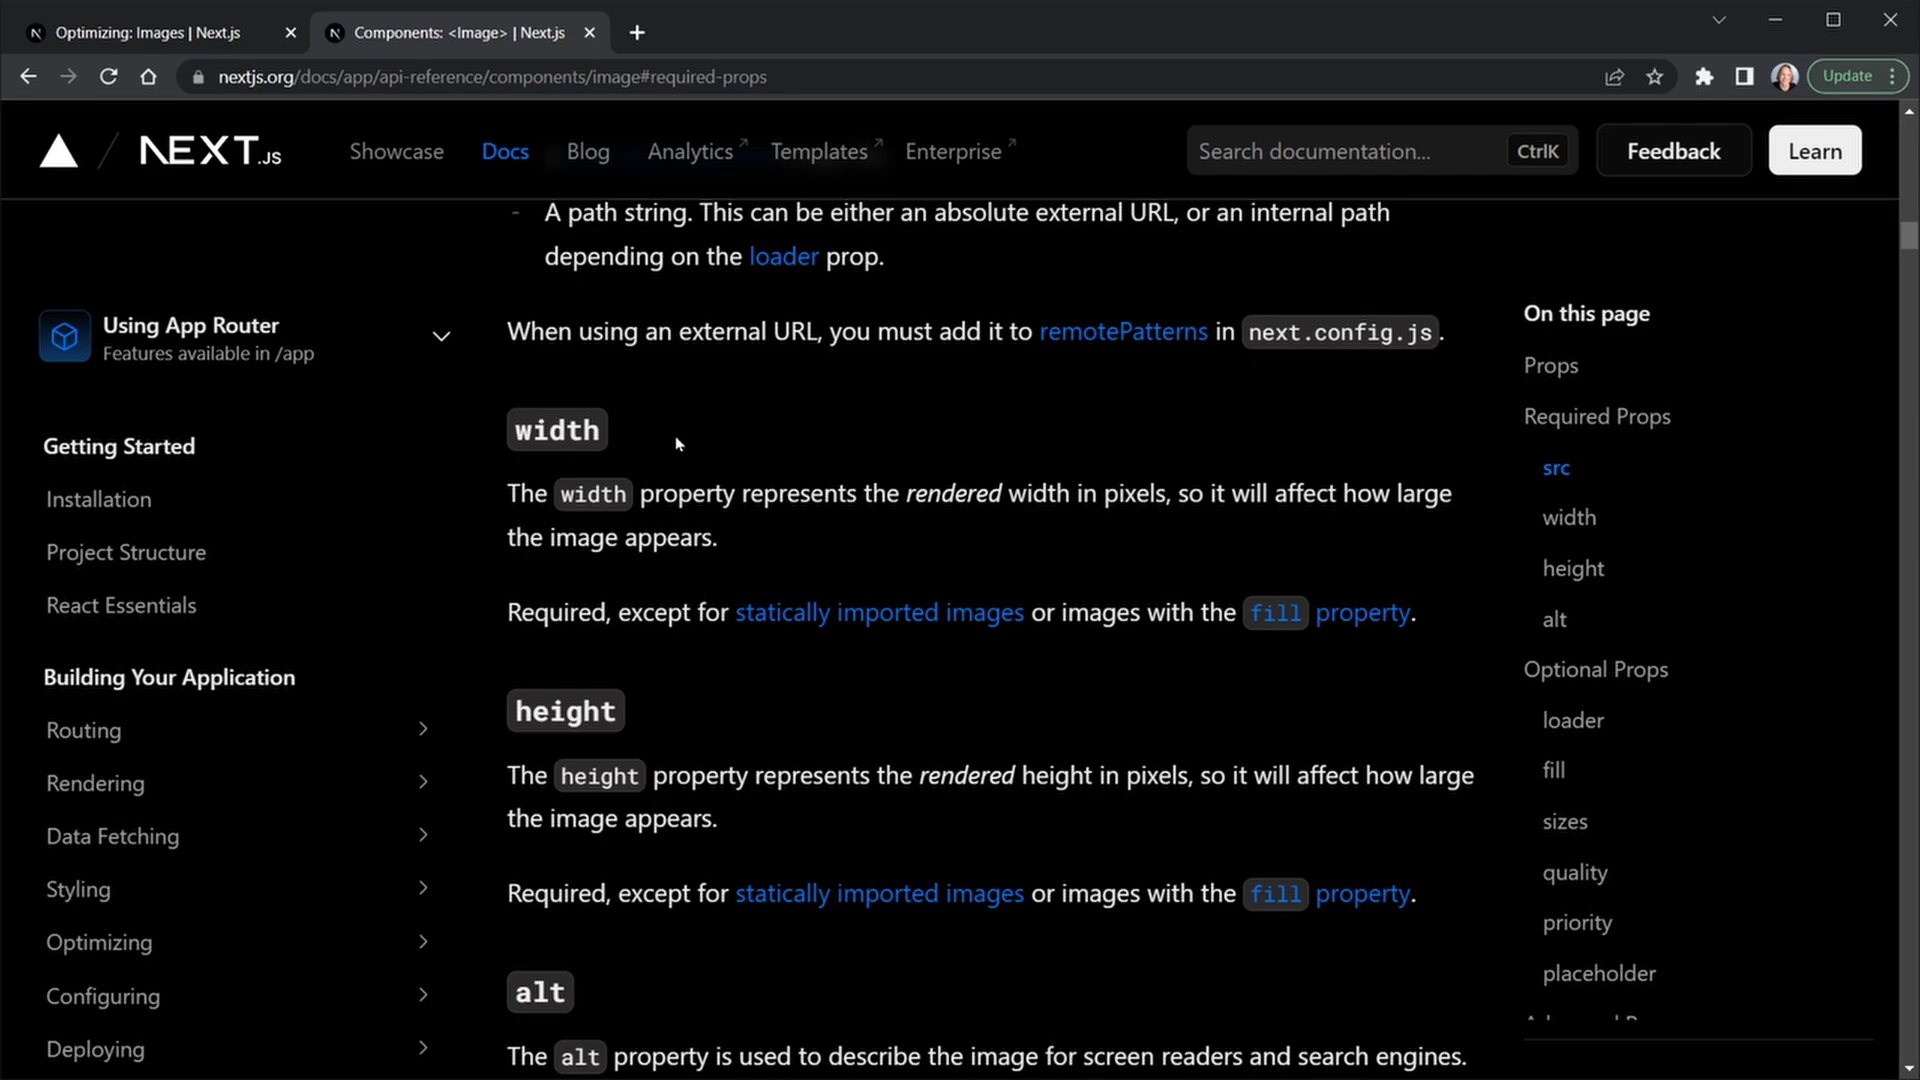 Optimizing: Images | Next.js
Components: <Image> | Next.js
nextjs.org/docs/app/api-reference/components/image#required-props
Update
NEXT.JS
Showcase
Docs
Blog
Analytics
Templates
Enterprise
Search documentation...
CtrlK
Feedback
Learn
Using App Router
Features available in /app
Getting Started
Installation
Project Structure
React Essentials
Building Your Application
Routing
Rendering
Data Fetching
Styling
Optimizing
Configuring
Deploying
- A path string. This can be either an absolute external URL, or an internal path
depending on the loader prop.
When using an external URL, you must add it to remotePatterns in next.config.js.
width
The width property represents the rendered width in pixels, so it will affect how large
the image appears.
Required, except for statically imported images or images with the fill property.
height
The height property represents the rendered height in pixels, so it will affect how large
the image appears.
Required, except for statically imported images or images with the fill property.
alt
The alt property is used to describe the image for screen readers and search engines.
On this page
Props
Required Props
src
width
height
alt
Optional Props
loader
fill
sizes
quality
priority
placeholder